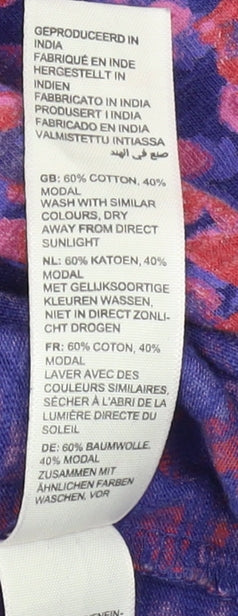 GEPRODUCEERD IN
INDIA
FABRIQUÉ EN INDE
HERGESTELLT IN
INDIEN
FABBRICATO IN INDIA
PRODUSERT I INDIA
FABRICADO EN INDIA
VALMISTETTU INTIASSA
صنع في الهند
GB: 60% COTTON, 40%
MODAL
WASH WITH SIMILAR
COLOURS, DRY
AWAY FROM DIRECT
SUNLIGHT
NL: 60% KATOEN, 40%
MODAL
MET GELIJKSOORTIGE
KLEUREN WASSEN,
NIET IN DIRECT ZONLI-
CHT DROGEN
FR: 60% COTON, 40%
MODAL
LAVER AVEC DES
COULEURS SIMILAIRES,
SÉCHER À L'ABRI DE LA
LUMIÈRE DIRECTE DU
SOLEIL
DE: 60% BAUMWOLLE,
40% MODAL
ZUSAMMEN MIT
ÄHNLICHEN FARBEN
WASCHEN, VOR